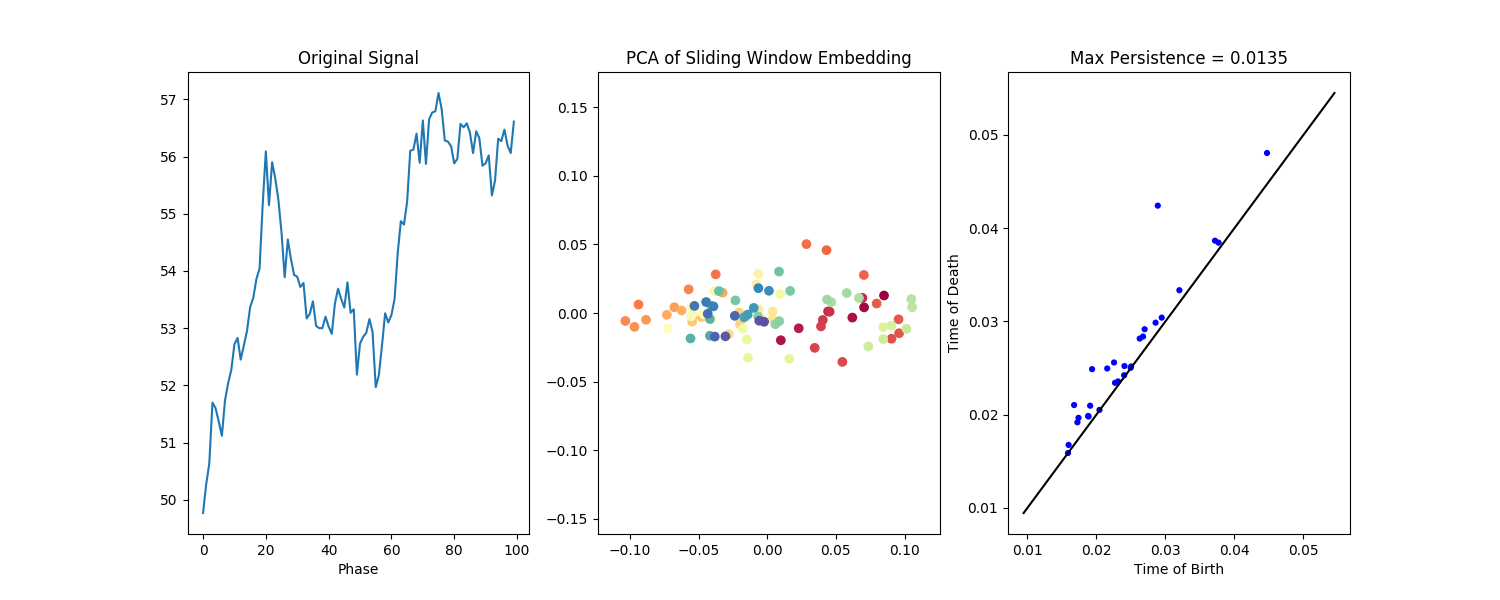 Original Signal
57
56
55
54
53
52
51
50
0 20 40 60 80 100
Phase
PCA of Sliding Window Embedding
0.15
0.10
0.05
0.00
−0.05
−0.10
−0.15
−0.10 −0.05 0.00 0.05 0.10
Max Persistence = 0.0135
Time of Death
0.05
0.04
0.03
0.02
0.01
0.01 0.02 0.03 0.04 0.05
Time of Birth